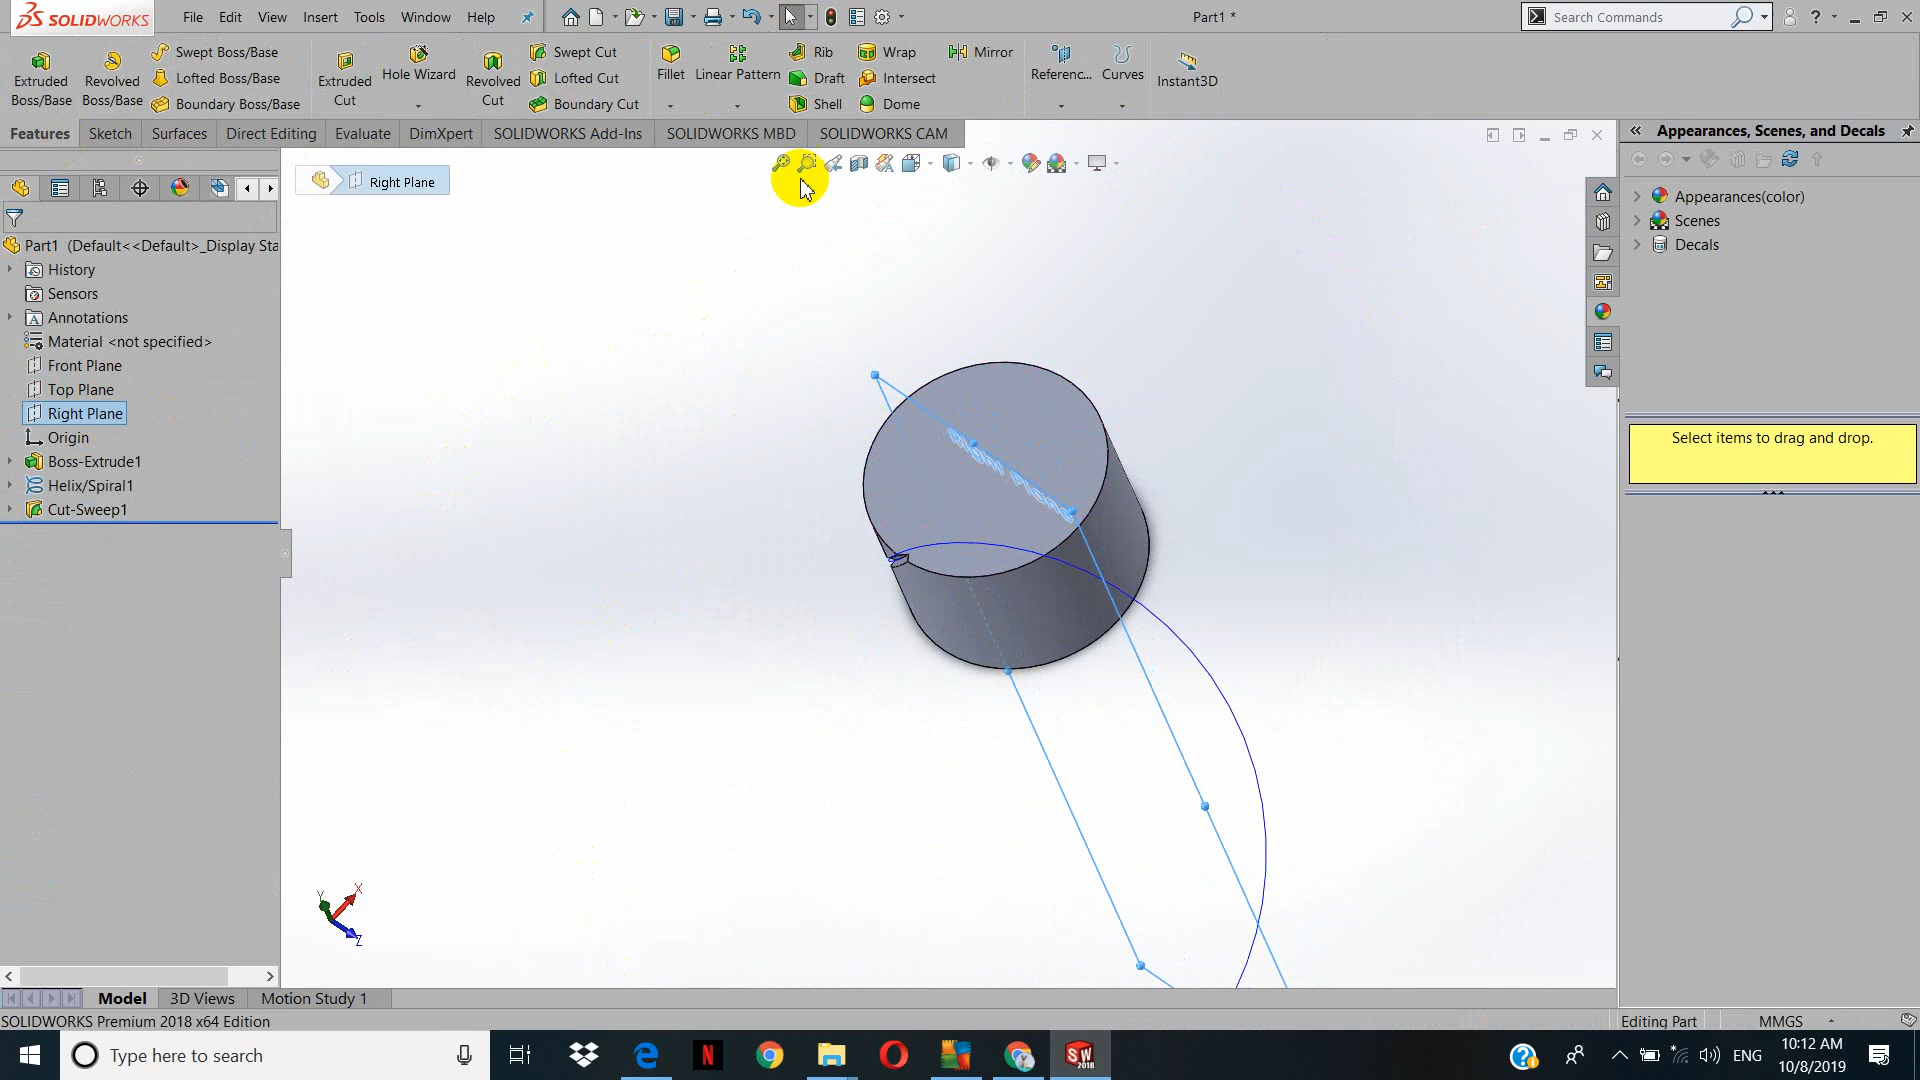 SOLIDWORKS
File Edit View Insert Tools Window Help
Part1 *
Search Commands
Extruded Boss/Base
Revolved Boss/Base
Swept Boss/Base
Lofted Boss/Base
Boundary Boss/Base
Extruded Cut
Hole Wizard
Revolved Cut
Swept Cut
Lofted Cut
Boundary Cut
Fillet
Linear Pattern
Rib
Draft
Shell
Wrap
Intersect
Dome
Mirror
Referenc...
Curves
Instant3D
Features Sketch Surfaces Direct Editing Evaluate DimXpert SOLIDWORKS Add-Ins SOLIDWORKS MBD SOLIDWORKS CAM
Right Plane
Part1 (Default<<Default>_Display Sta
History
Sensors
Annotations
Material <not specified>
Front Plane
Top Plane
Right Plane
Origin
Boss-Extrude1
Helix/Spiral1
Cut-Sweep1
Right Plane
Y
X
Z
Appearances, Scenes, and Decals
Appearances(color)
Scenes
Decals
Select items to drag and drop.
Model 3D Views Motion Study 1
SOLIDWORKS Premium 2018 x64 Edition
Editing Part
MMGS
Type here to search
SW
2018
ENG
10:12 AM
10/8/2019